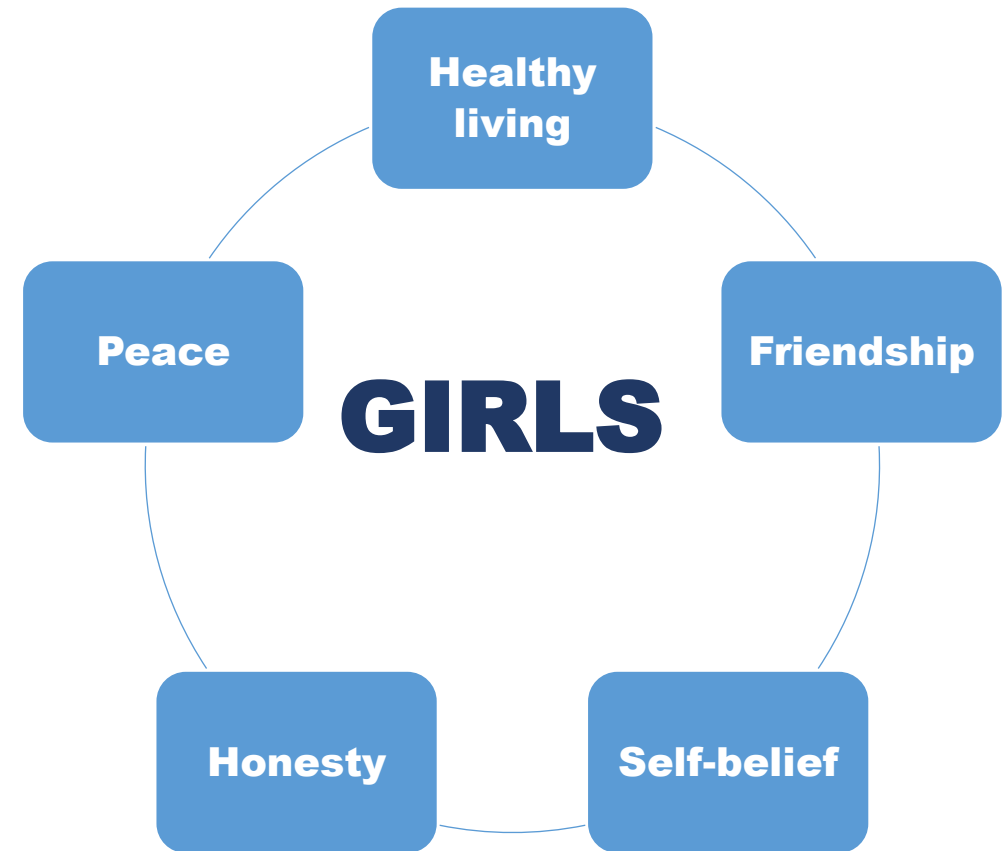 Healthy
living
Peace
Friendship
GIRLS
Honesty
Self-belief